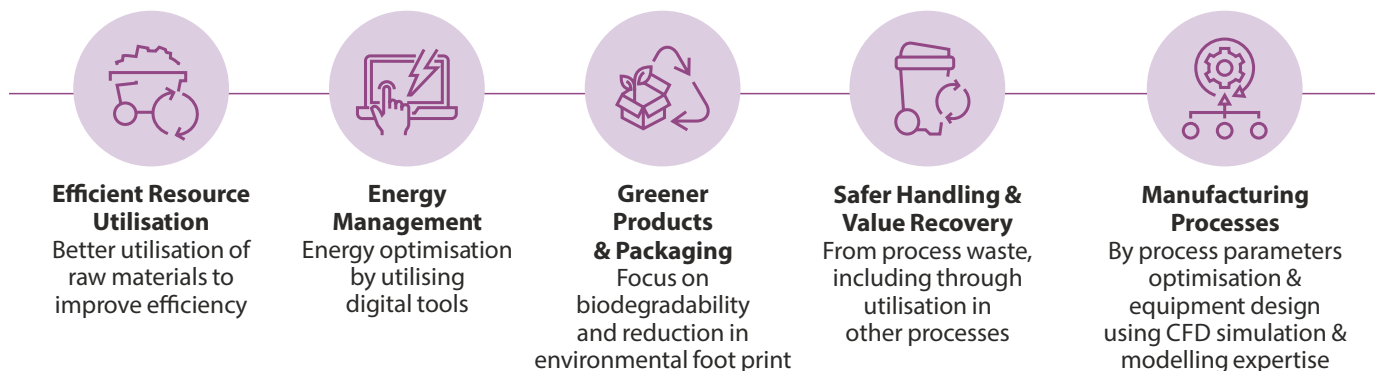 Efficient Resource
Utilisation
Better utilisation of
raw materials to
improve efficiency
Energy
Management
Energy optimisation
by utilising
digital tools
Greener
Products
& Packaging
Focus on
biodegradability
and reduction in
environmental foot print
Safer Handling &
Value Recovery
From process waste,
including through
utilisation in
other processes
Manufacturing
Processes
By process parameters
optimisation &
equipment design
using CFD simulation &
modelling expertise